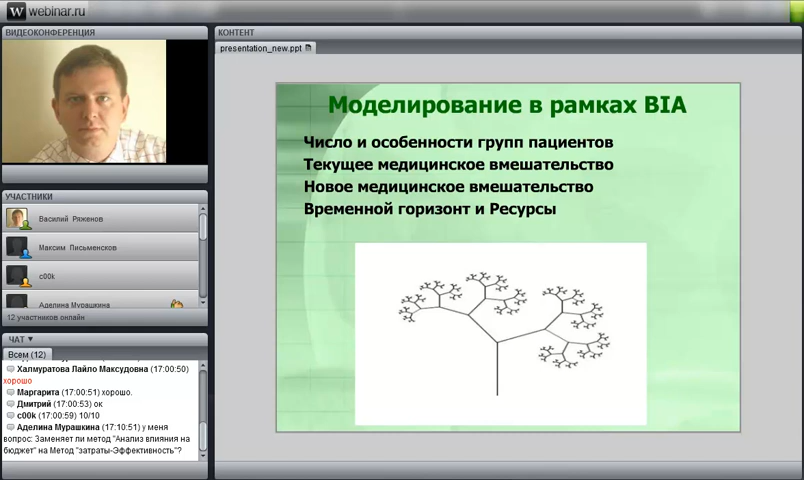 webinar.ru
ВИДЕОКОНФЕРЕНЦИЯ
УЧАСТНИКИ
Василий Ряженов
Максим Письменсков
c00k
Аделина Мурашкина
12 участников онлайн
ЧАТ
Всем (12)
Халмуратова Лайло Максудовна (17:00:50)
хорошо
Маргарита (17:00:51) хорошо.
Дмитрий (17:00:53) ок
c00k (17:00:59) 10/10
Аделина Мурашкина (17:10:51) у меня
вопрос: Заменяет ли метод "Анализ влияния на
бюджет" на Метод "затраты-Эффективность"?
КОНТЕНТ
presentation_new.ppt
Моделирование в рамках BIA
Число и особенности групп пациентов
Текущее медицинское вмешательство
Новое медицинское вмешательство
Временной горизонт и Ресурсы